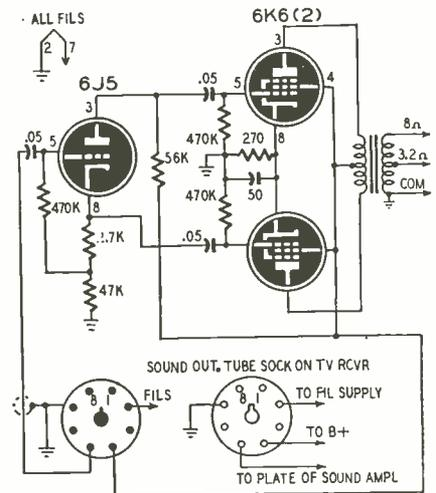 ALL FILS
2 7
6J5
3
.05
5
8
470K
47K
56K
.05
.05
6K6(2)
3
5
4
8
470K
270
50
470K
8Ω
3.2Ω
COM
SOUND OUT. TUBE SOCK ON TV RCVR
8 1
FILS
8 1
TO FIL SUPPLY
TO B+
TO PLATE OF SOUND AMPL